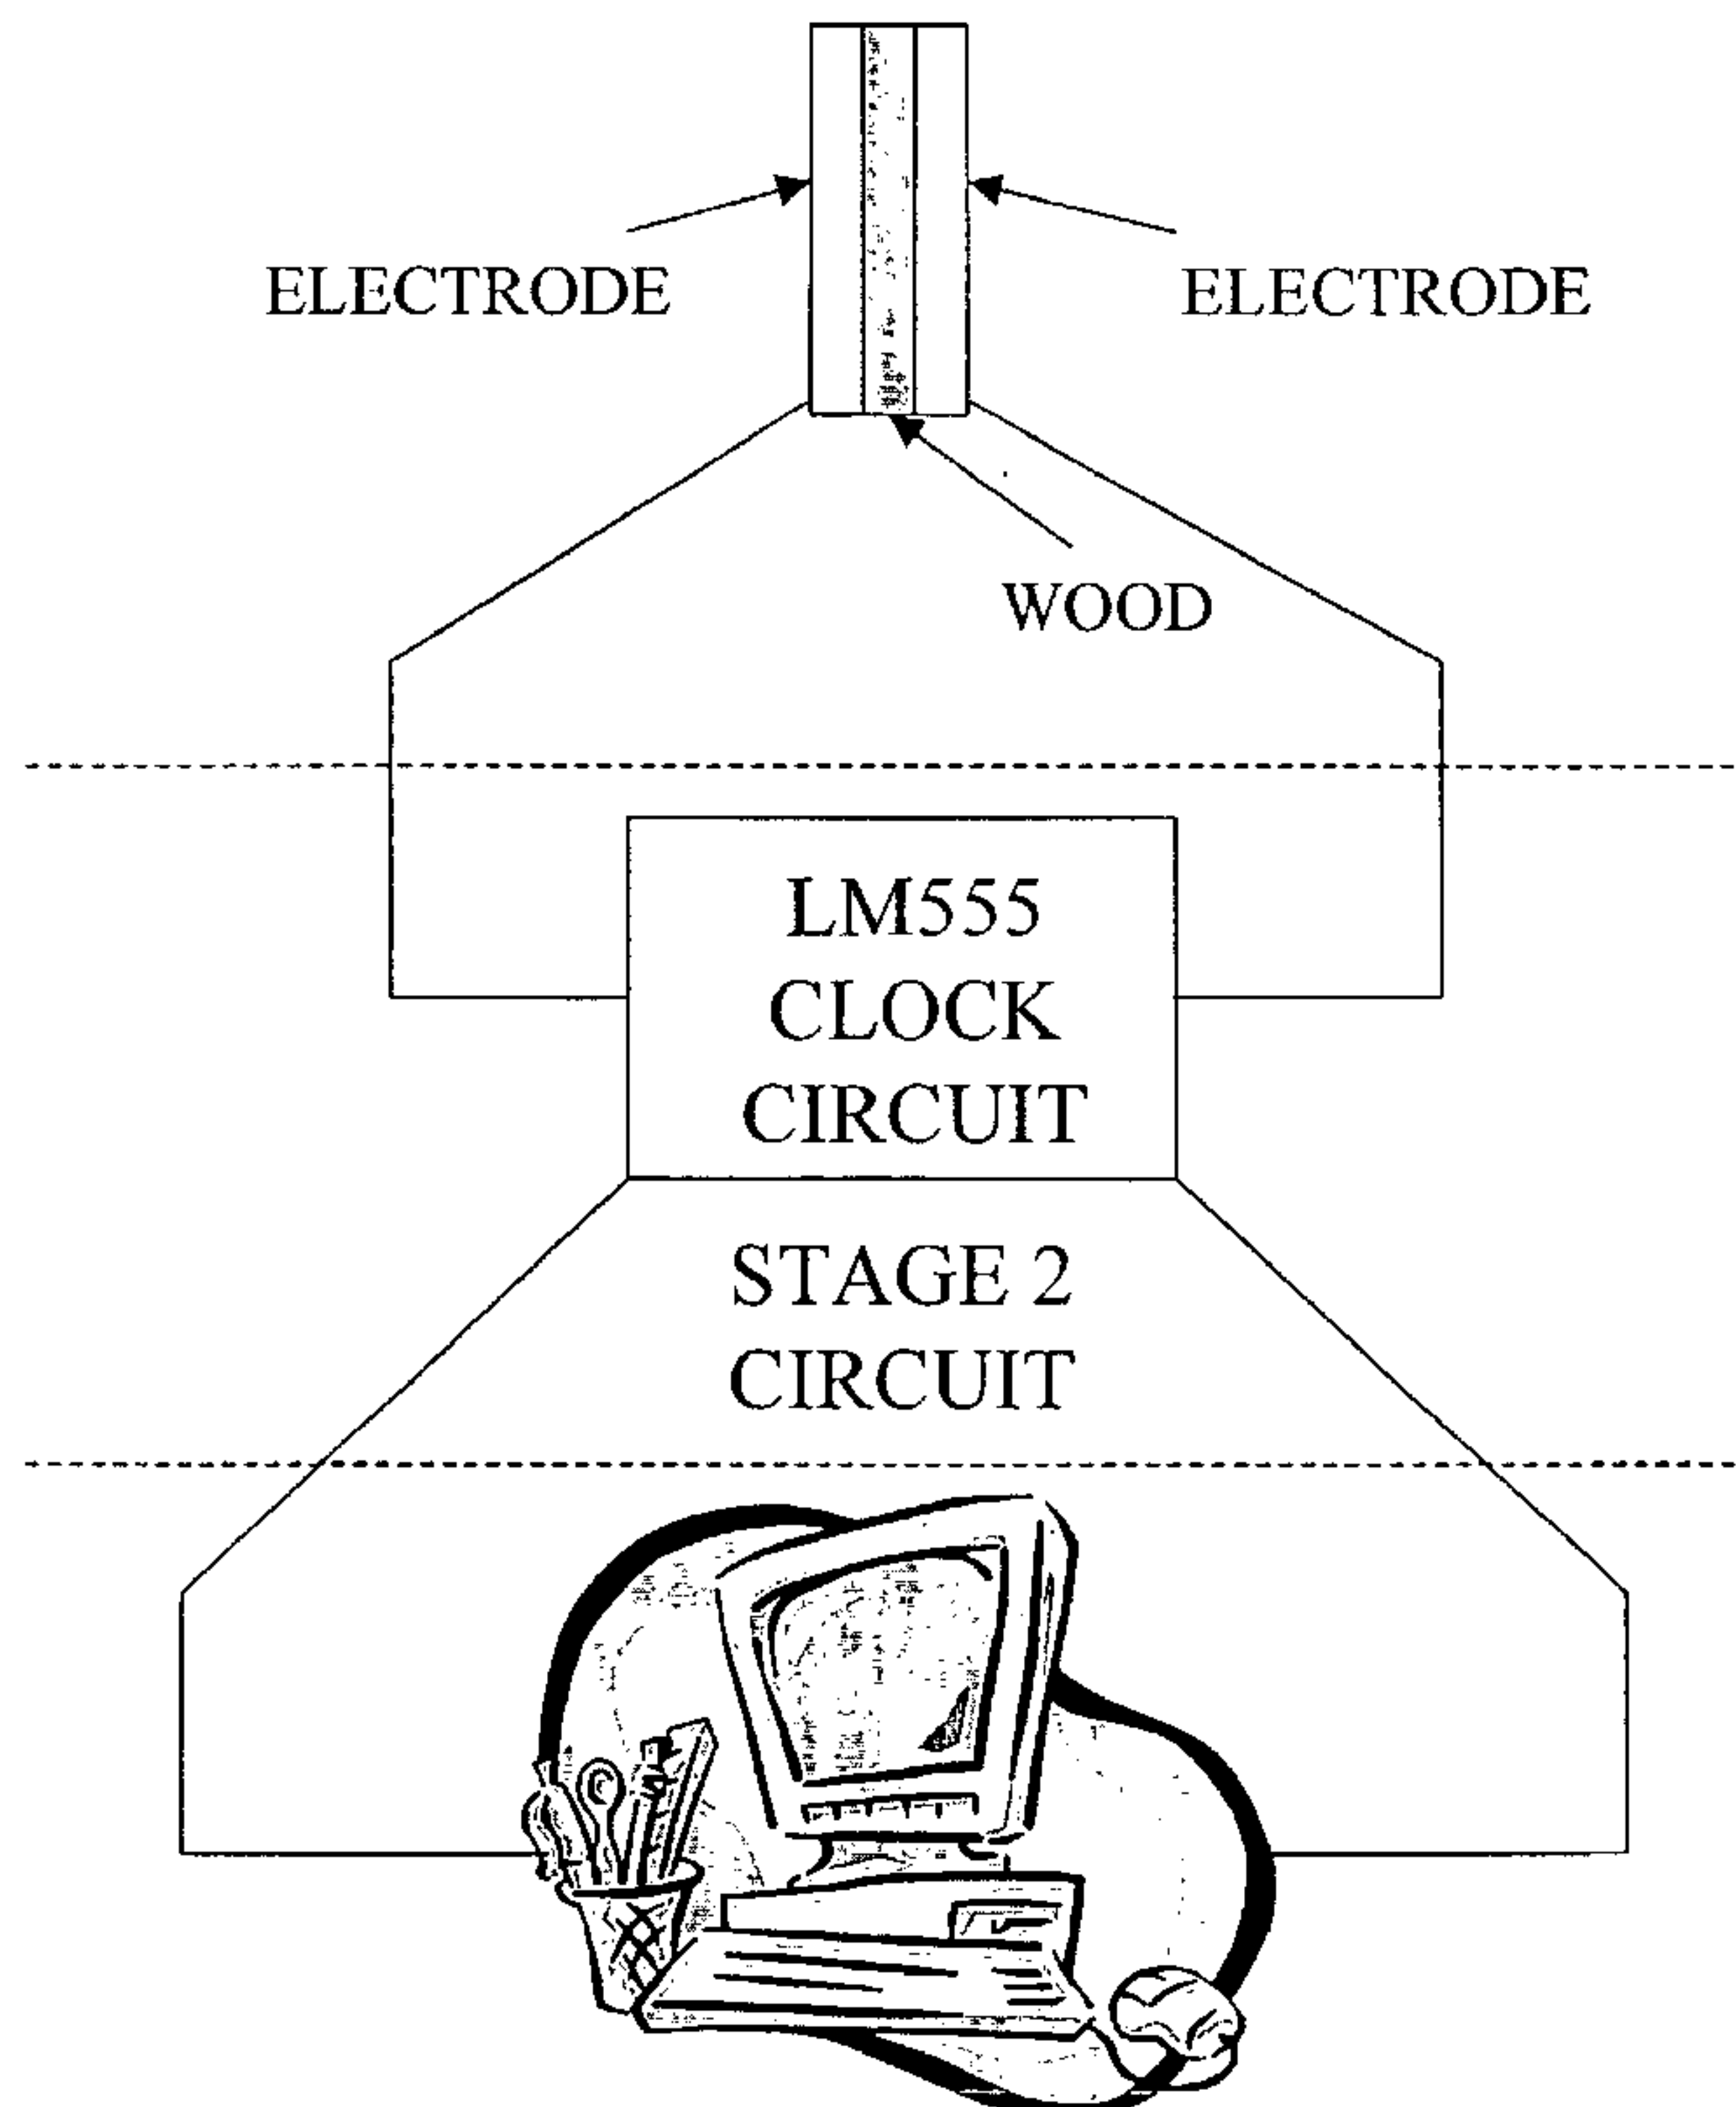 ELECTRODE
ELECTRODE
WOOD
LM555
CLOCK
CIRCUIT
STAGE 2
CIRCUIT